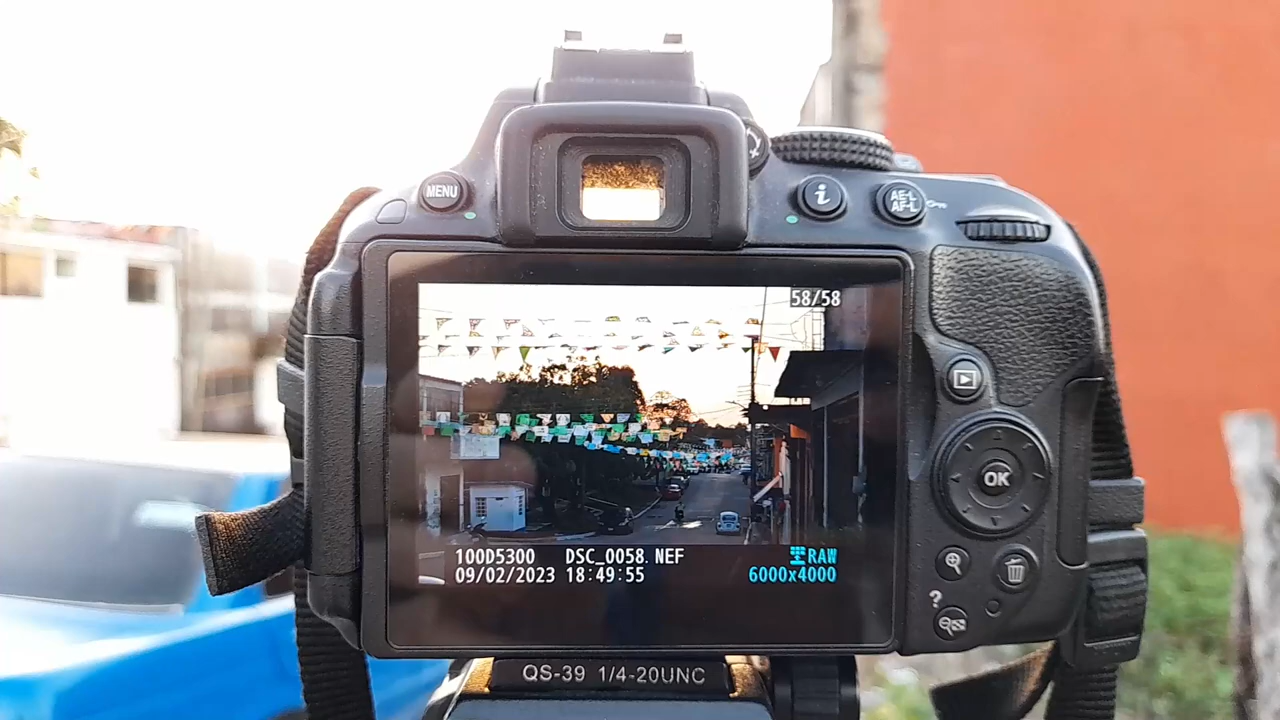 MENU
i
AE-L
AF-L
58/58
OK
100D5300 DSC_0058.NEF RAW
09/02/2023 18:49:55 6000x4000
?
QS-39 1/4-20UNC